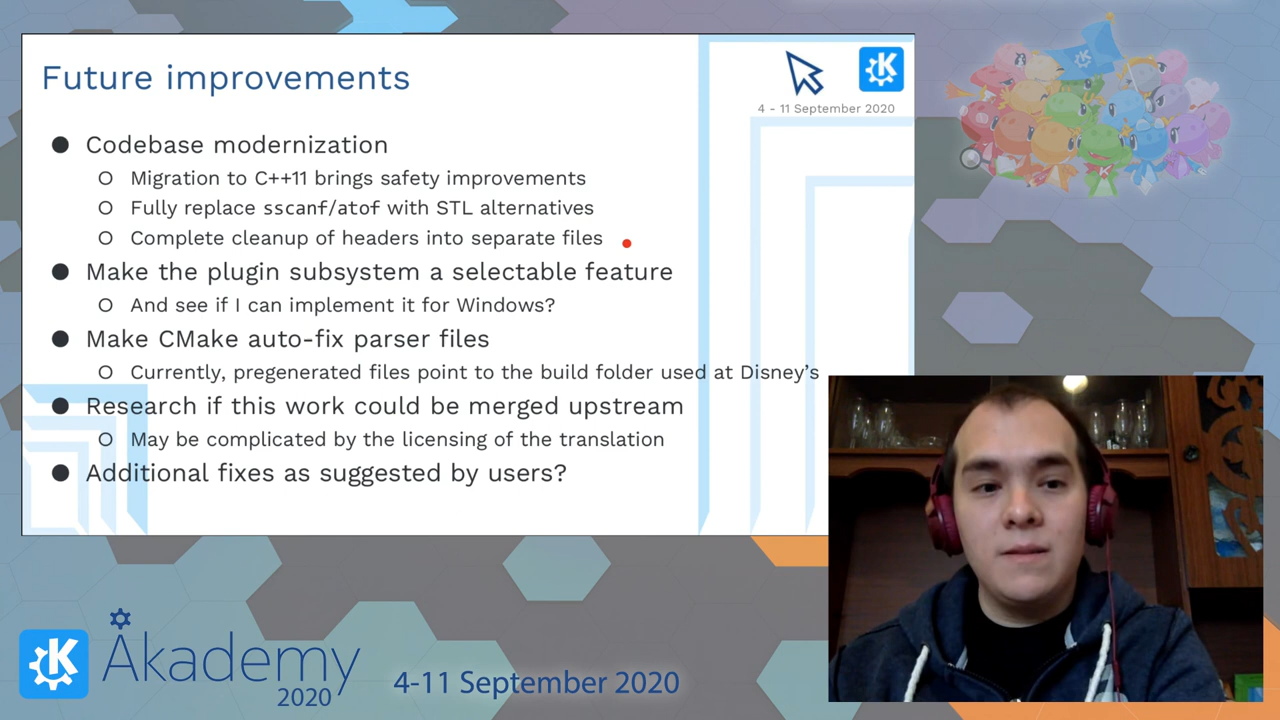 Future improvements
4 - 11 September 2020
● Codebase modernization
○ Migration to C++11 brings safety improvements
○ Fully replace sscanf/atof with STL alternatives
○ Complete cleanup of headers into separate files
● Make the plugin subsystem a selectable feature
○ And see if I can implement it for Windows?
● Make CMake auto-fix parser files
○ Currently, pregenerated files point to the build folder used at Disney's
● Research if this work could be merged upstream
○ May be complicated by the licensing of the translation
● Additional fixes as suggested by users?
Akademy
2020
4-11 September 2020